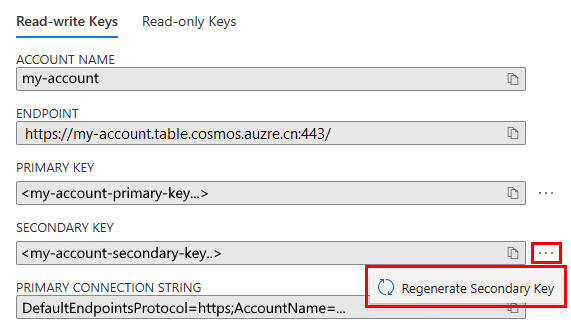 Read-write Keys Read-only Keys
ACCOUNT NAME
my-account
ENDPOINT
https://my-account.table.cosmos.auzre.cn:443/
PRIMARY KEY
<my-account-primary-key...>
...
SECONDARY KEY
<my-account-secondary-key..>
...
Regenerate Secondary Key
PRIMARY CONNECTION STRING
DefaultEndpointsProtocol=https;AccountName=...